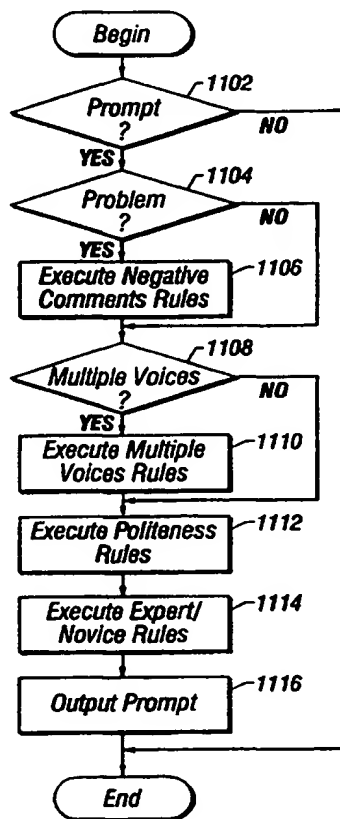 Begin
1102
Prompt
?
NO
YES
1104
Problem
?
NO
YES
Execute Negative
Comments Rules
1106
1108
Multiple Voices
?
NO
YES
Execute Multiple
Voices Rules
1110
Execute Politeness
Rules
1112
Execute Expert/
Novice Rules
1114
Output Prompt
1116
End